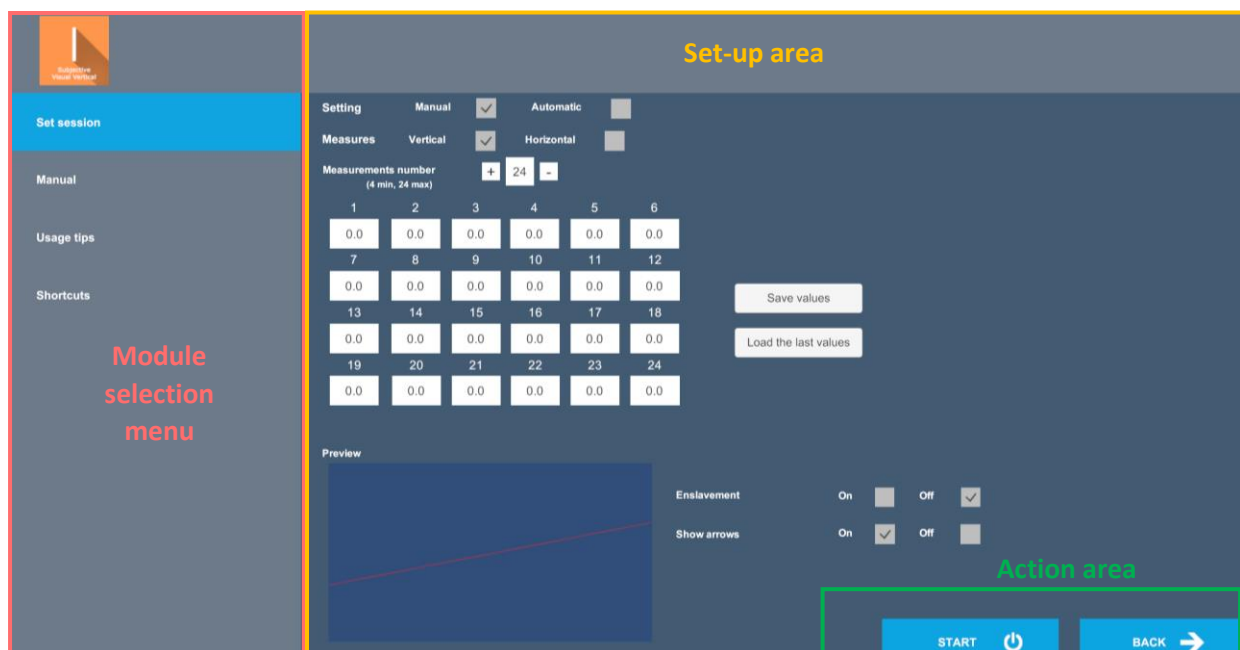 Subjective
Visual Vertical
Set-up area
Set session
Manual
Usage tips
Shortcuts
Module
selection
menu
Setting Manual Automatic
Measures Vertical Horizontal
Measurements number + 24 -
(4 min, 24 max)
1 2 3 4 5 6
0.0 0.0 0.0 0.0 0.0 0.0
7 8 9 10 11 12
0.0 0.0 0.0 0.0 0.0 0.0
13 14 15 16 17 18
0.0 0.0 0.0 0.0 0.0 0.0
19 20 21 22 23 24
0.0 0.0 0.0 0.0 0.0 0.0
Save values
Load the last values
Preview
Enslavement On Off
Show arrows On Off
Action area
START BACK